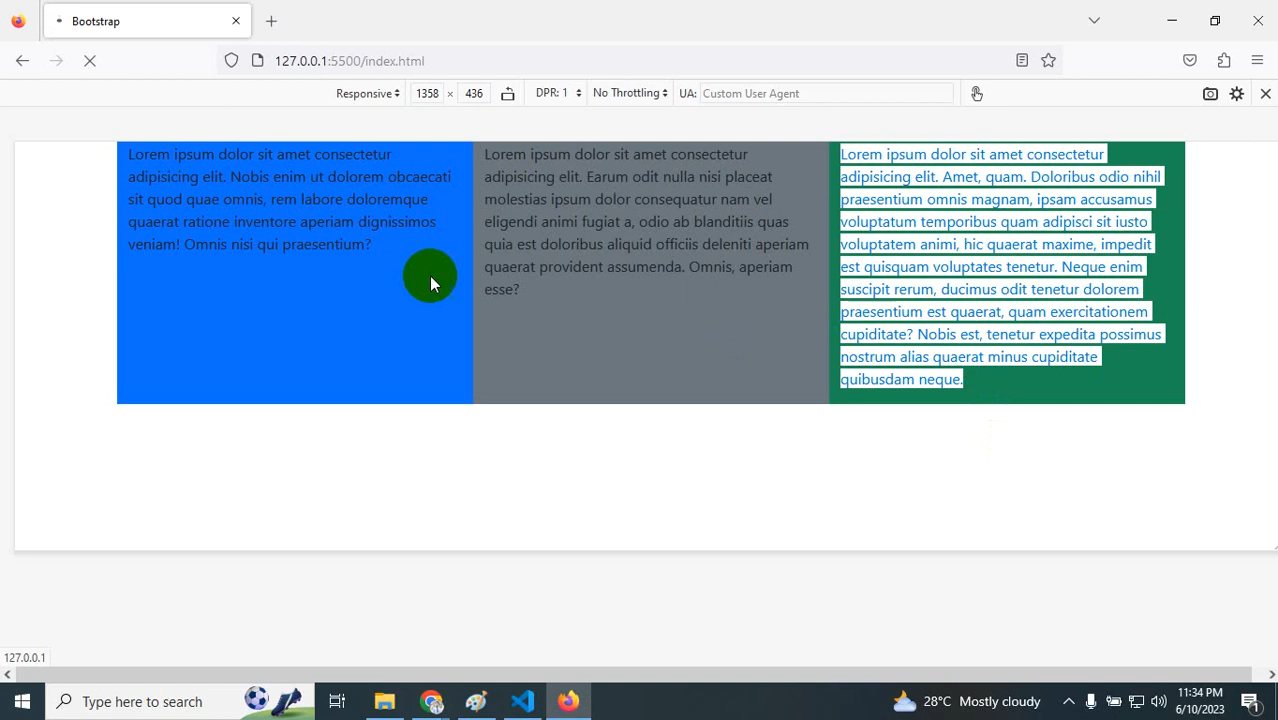 Bootstrap
127.0.0.1:5500/index.html
Responsive 1358 × 436 DPR: 1 No Throttling UA: Custom User Agent
Lorem ipsum dolor sit amet consectetur
adipisicing elit. Nobis enim ut dolorem obcaecati
sit quod quae omnis, rem labore doloremque
quaerat ratione inventore aperiam dignissimos
veniam! Omnis nisi qui praesentium?
Lorem ipsum dolor sit amet consectetur
adipisicing elit. Earum odit nulla nisi placeat
molestias ipsum dolor consequatur nam vel
eligendi animi fugiat a, odio ab blanditiis quas
quia est doloribus aliquid officiis deleniti aperiam
quaerat provident assumenda. Omnis, aperiam
esse?
Lorem ipsum dolor sit amet consectetur
adipisicing elit. Amet, quam. Doloribus odio nihil
praesentium omnis magnam, ipsam accusamus
voluptatum temporibus quam adipisci sit iusto
voluptatem animi, hic quaerat maxime, impedit
est quisquam voluptates tenetur. Neque enim
suscipit rerum, ducimus odit tenetur dolorem
praesentium est quaerat, quam exercitationem
cupiditate? Nobis est, tenetur expedita possimus
nostrum alias quaerat minus cupiditate
quibusdam neque.
127.0.0.1
Type here to search
28°C Mostly cloudy
11:34 PM
6/10/2023
1